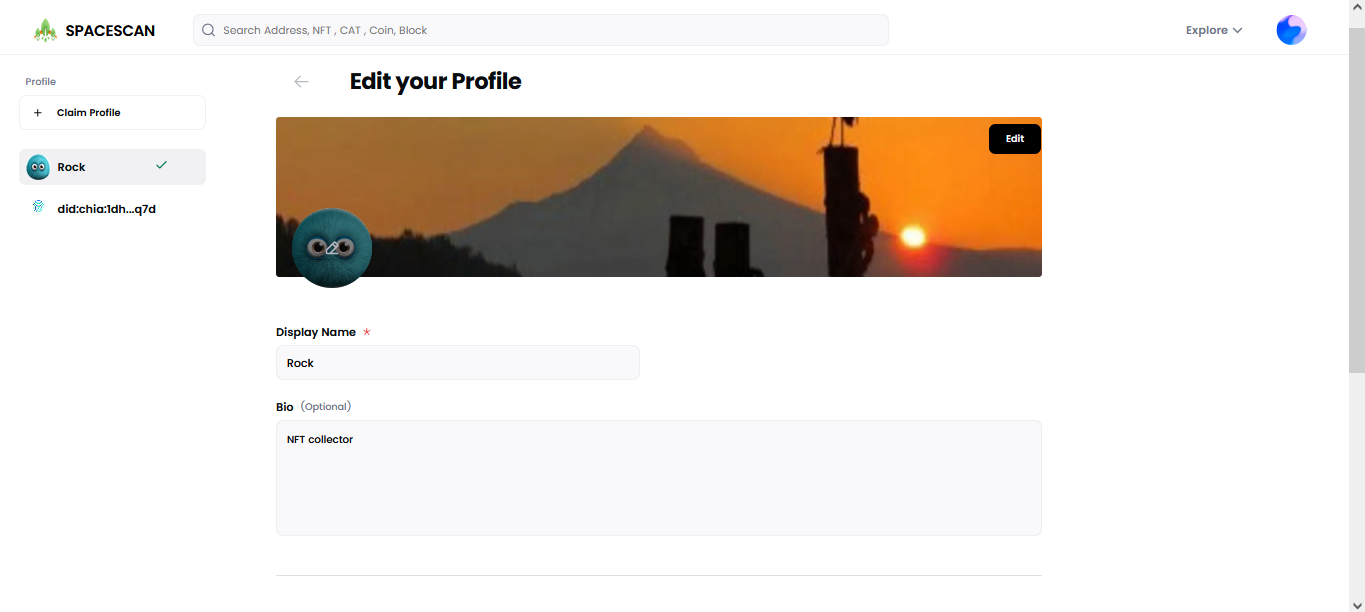 SPACESCAN
Search Address, NFT , CAT , Coin, Block
Explore
Profile
+ Claim Profile
Rock
did:chia:1dh...q7d
Edit your Profile
Edit
Display Name *
Rock
Bio (Optional)
NFT collector